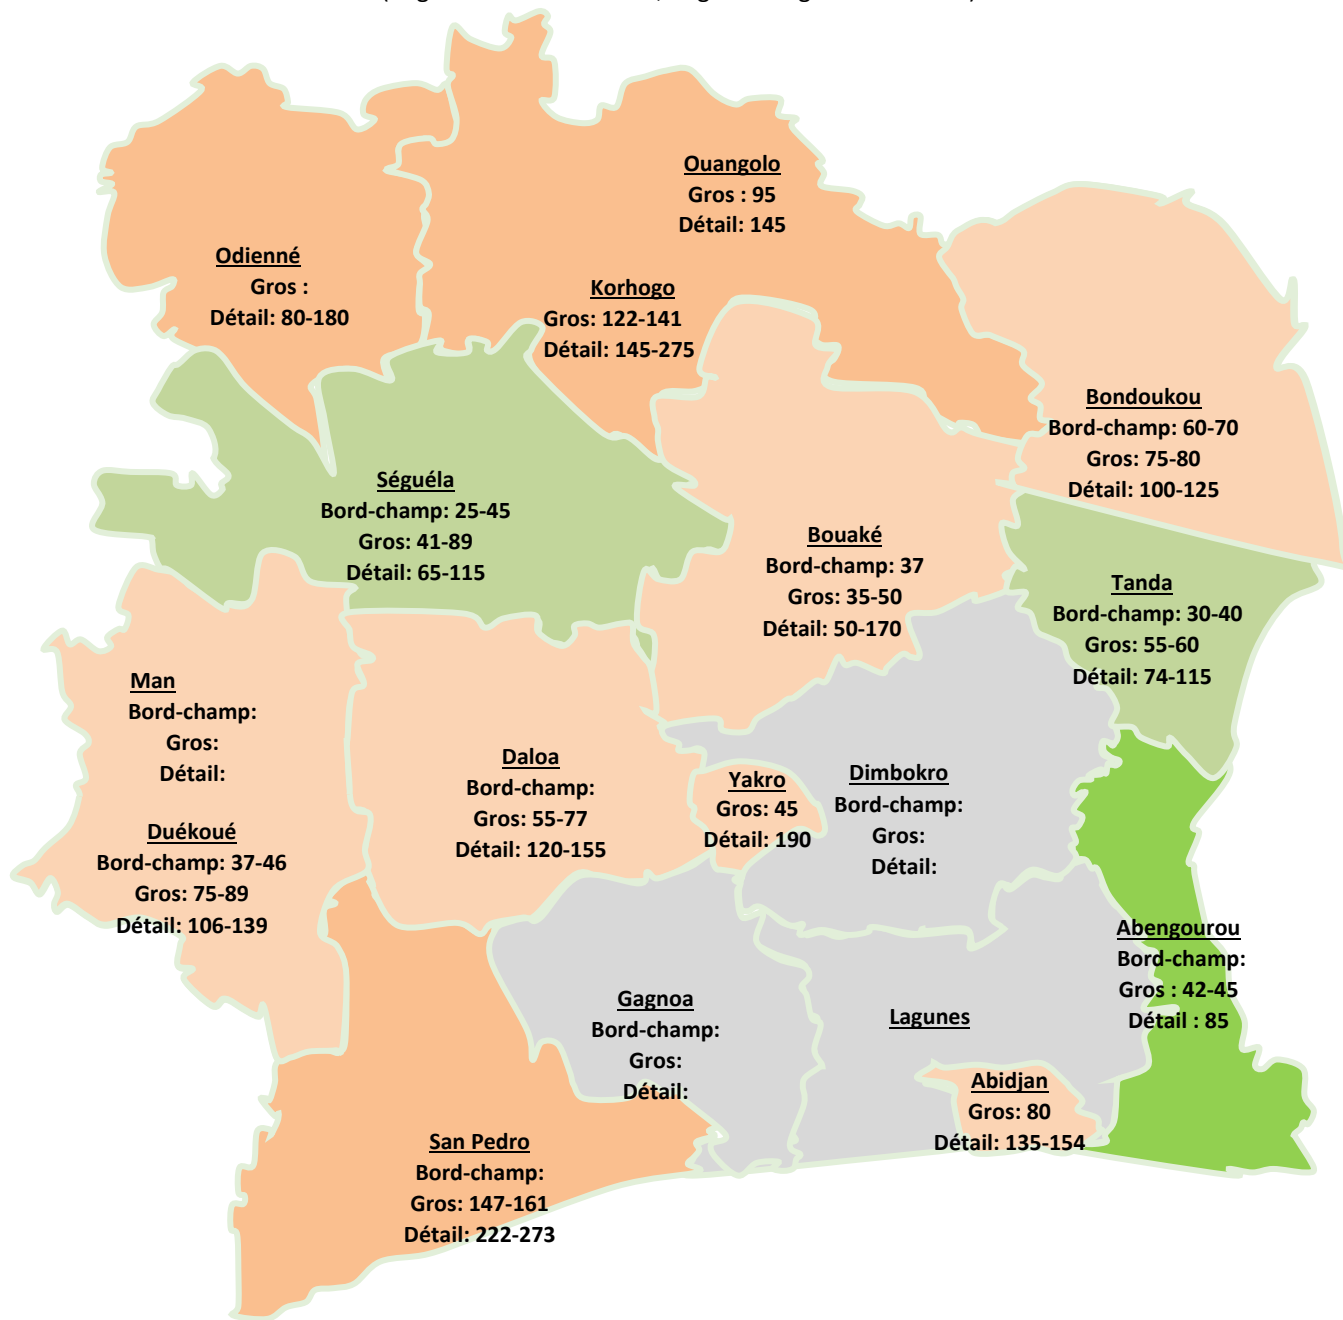 Ouangolo
Gros : 95
Détail: 145
Odienné
Gros :
Détail: 80-180
Korhogo
Gros: 122-141
Détail: 145-275
Bondoukou
Bord-champ: 60-70
Gros: 75-80
Détail: 100-125
Séguéla
Bord-champ: 25-45
Gros: 41-89
Détail: 65-115
Bouaké
Bord-champ: 37
Gros: 35-50
Détail: 50-170
Tanda
Bord-champ: 30-40
Gros: 55-60
Détail: 74-115
Man
Bord-champ:
Gros:
Détail:
Daloa
Bord-champ:
Gros: 55-77
Détail: 120-155
Yakro
Gros: 45
Détail: 190
Dimbokro
Bord-champ:
Gros:
Détail:
Duékoué
Bord-champ: 37-46
Gros: 75-89
Détail: 106-139
Abengourou
Bord-champ:
Gros : 42-45
Détail : 85
Gagnoa
Bord-champ:
Gros:
Détail:
Lagunes
Abidjan
Gros: 80
Détail: 135-154
San Pedro
Bord-champ:
Gros: 147-161
Détail: 222-273